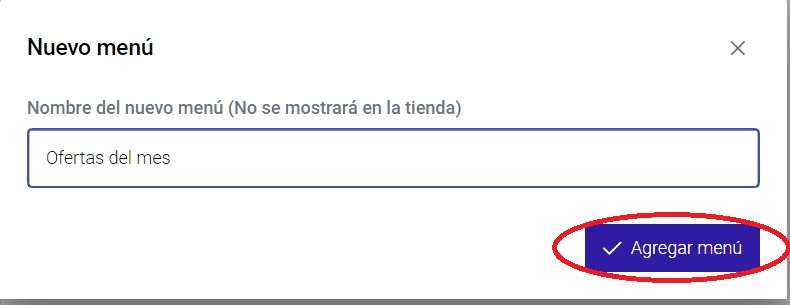 Nuevo menú
Nombre del nuevo menú (No se mostrará en la tienda)
Ofertas del mes
Agregar menú